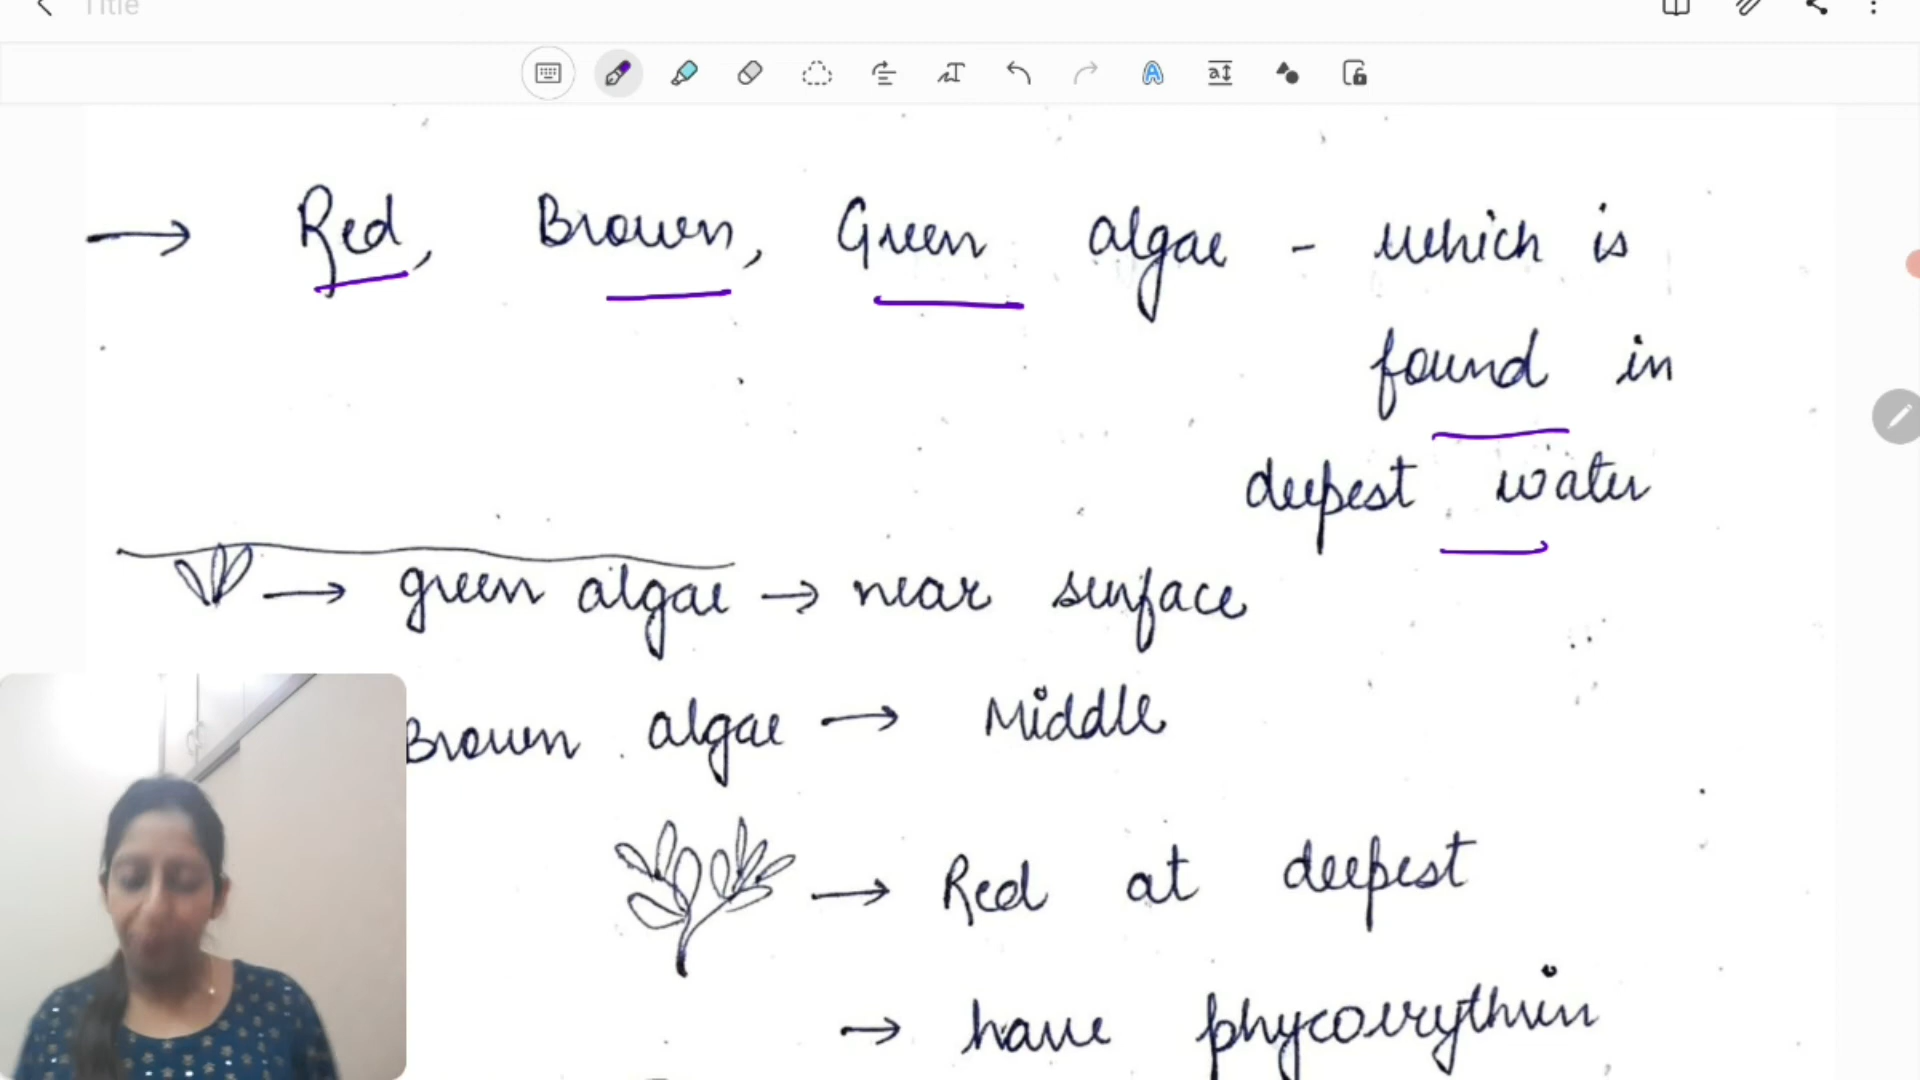 Title
→ Red, Brown, Green algae - which is
found in
deepest water
→ green algae → near surface
Brown algae → Middle
→ Red at deepest
→ have phycoerythrin